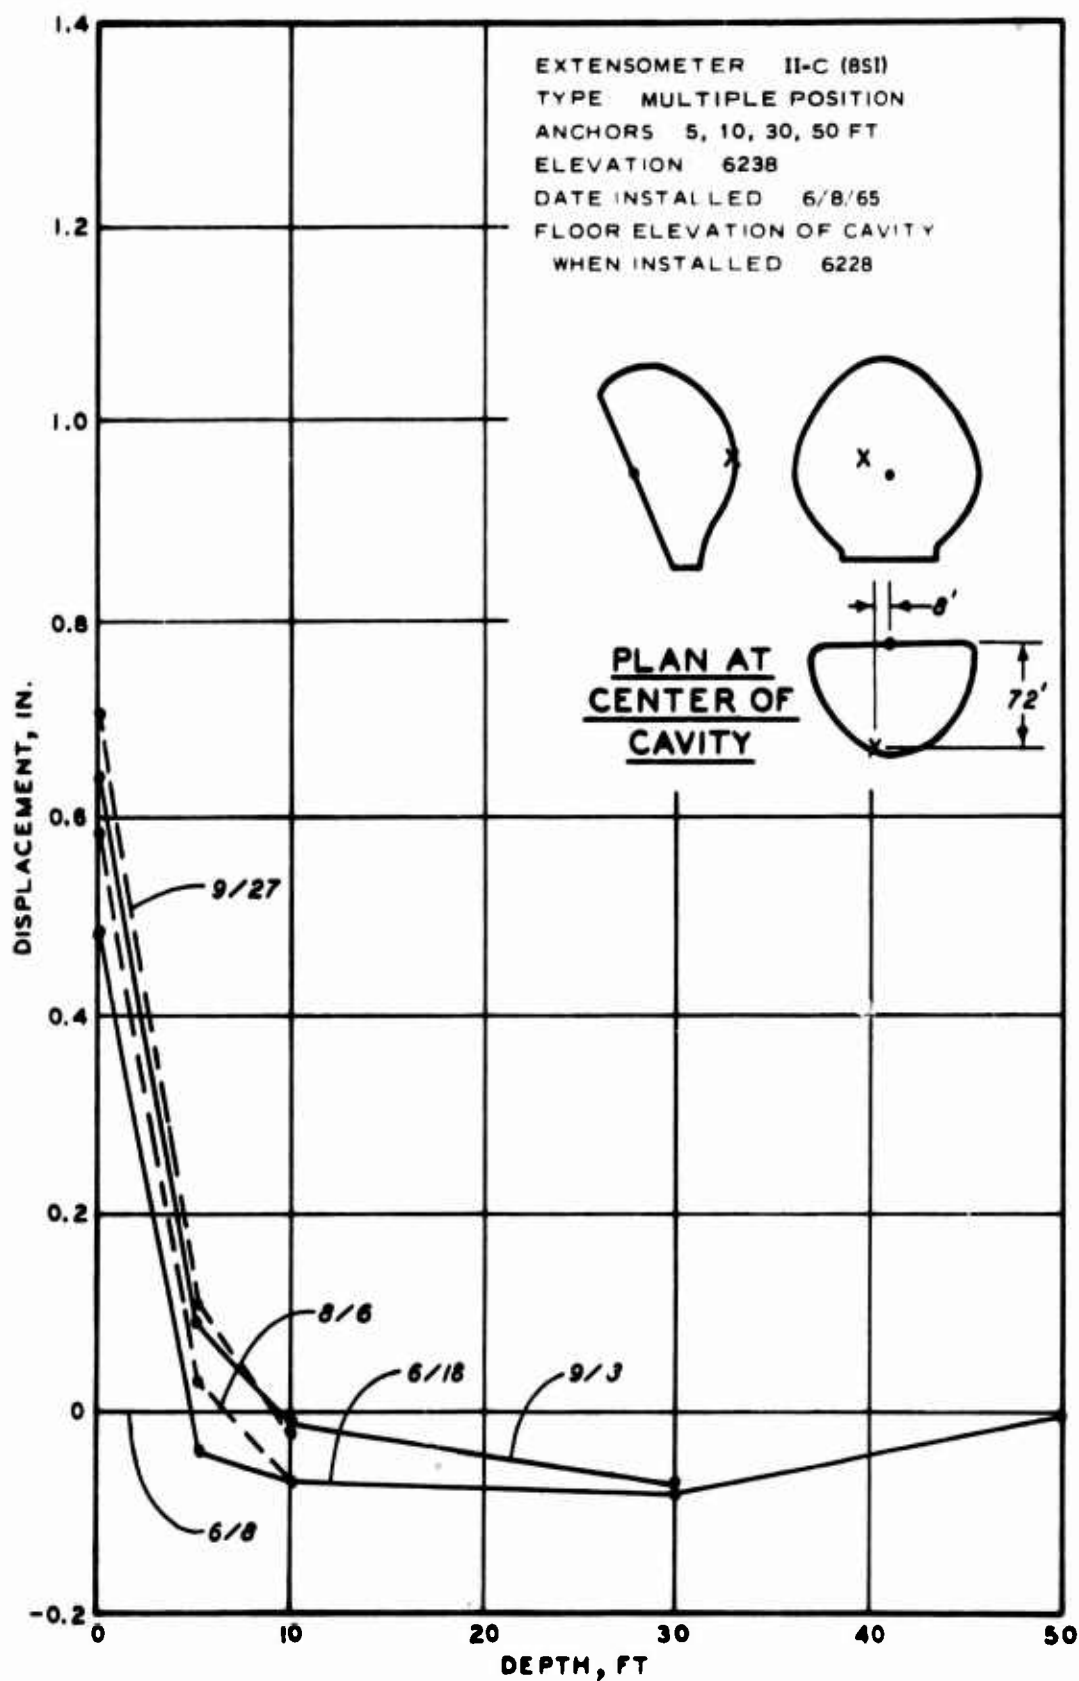 1.4
1.2
1.0
0.8
0.6
0.4
0.2
0
-0.2
DISPLACEMENT, IN.
EXTENSOMETER II-C (8SI)
TYPE MULTIPLE POSITION
ANCHORS 5, 10, 30, 50 FT
ELEVATION 6238
DATE INSTALLED 6/8/65
FLOOR ELEVATION OF CAVITY
WHEN INSTALLED 6228
X
X
8'
PLAN AT
CENTER OF
CAVITY
72'
X
9/27
8/6
6/18
9/3
6/8
0 10 20 30 40 50
DEPTH, FT